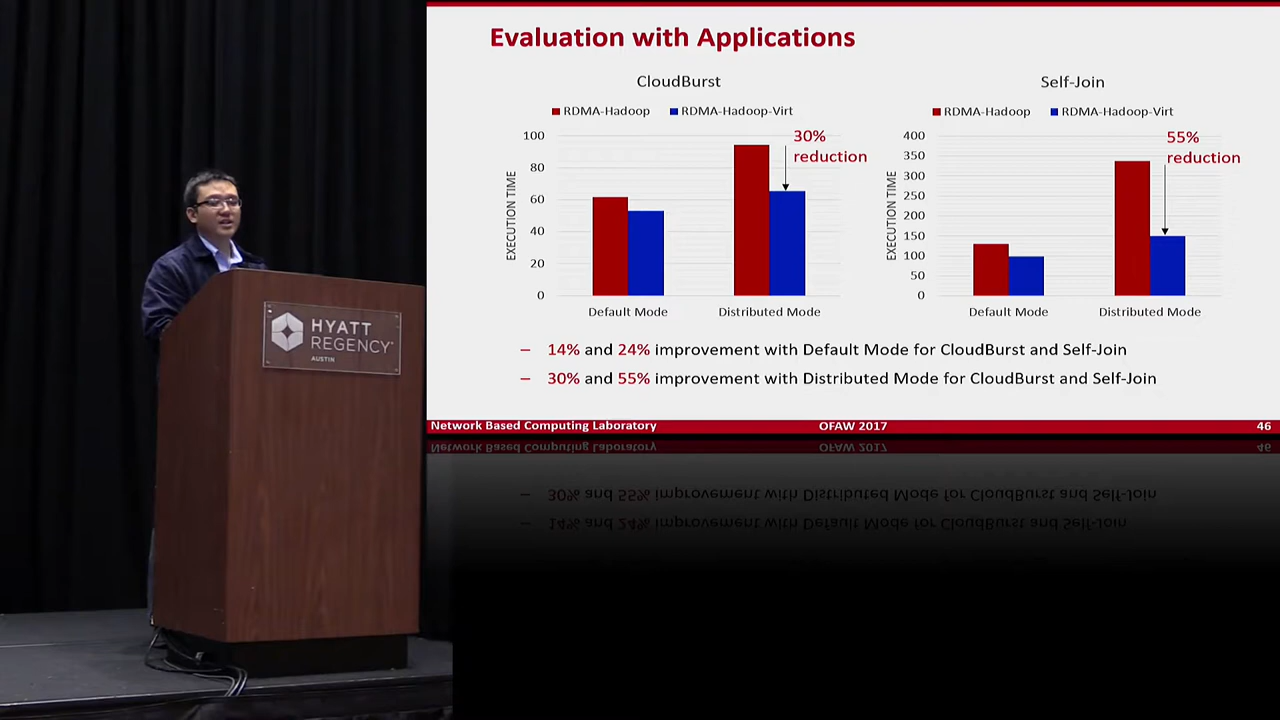 Evaluation with Applications
CloudBurst
RDMA-Hadoop
RDMA-Hadoop-Virt
EXECUTION TIME
100
80
60
40
20
0
Default Mode
Distributed Mode
30%
reduction
Self-Join
RDMA-Hadoop
RDMA-Hadoop-Virt
EXECUTION TIME
400
350
300
250
200
150
100
50
0
Default Mode
Distributed Mode
55%
reduction
– 14% and 24% improvement with Default Mode for CloudBurst and Self-Join
– 30% and 55% improvement with Distributed Mode for CloudBurst and Self-Join
Network Based Computing Laboratory
OFAW 2017
46
HYATT
REGENCY
AUSTIN